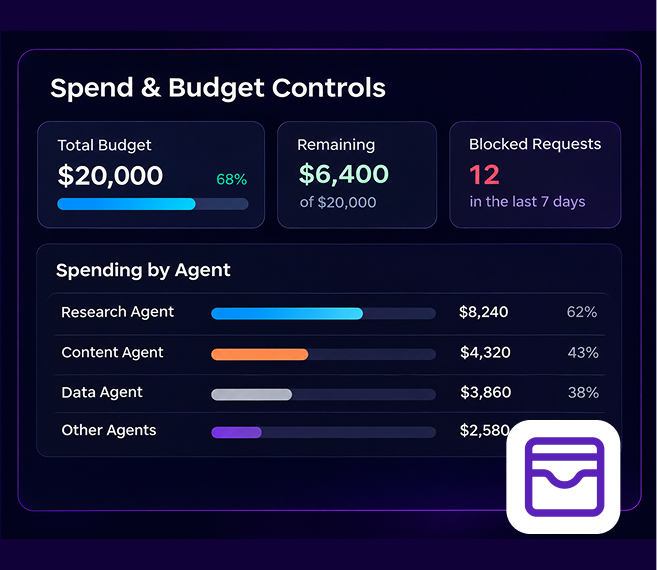 Spend & Budget Controls
Total Budget
$20,000
68%
Remaining
$6,400
of $20,000
Blocked Requests
12
in the last 7 days
Spending by Agent
Research Agent $8,240 62%
Content Agent $4,320 43%
Data Agent $3,860 38%
Other Agents $2,580